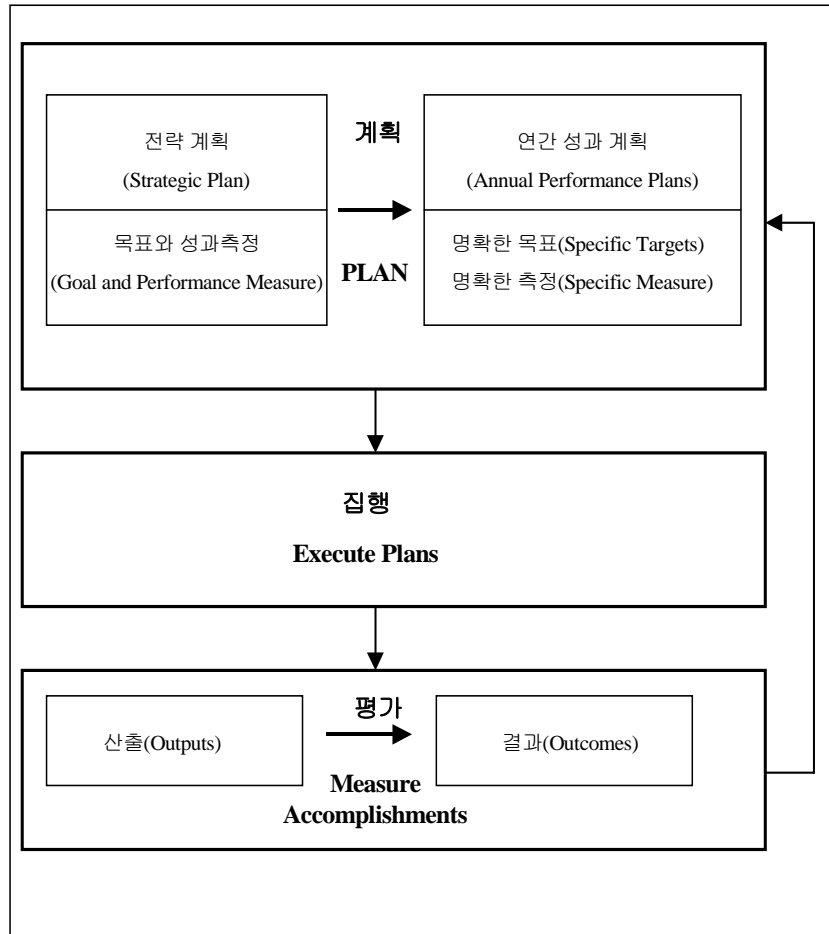 전략 계획
(Strategic Plan)
목표와 성과측정
(Goal and Performance Measure)
계획
PLAN
연간 성과 계획
(Annual Performance Plans)
명확한 목표(Specific Targets)
명확한 측정(Specific Measure)
집행
Execute Plans
산출(Outputs)
평가
Measure
Accomplishments
결과(Outcomes)